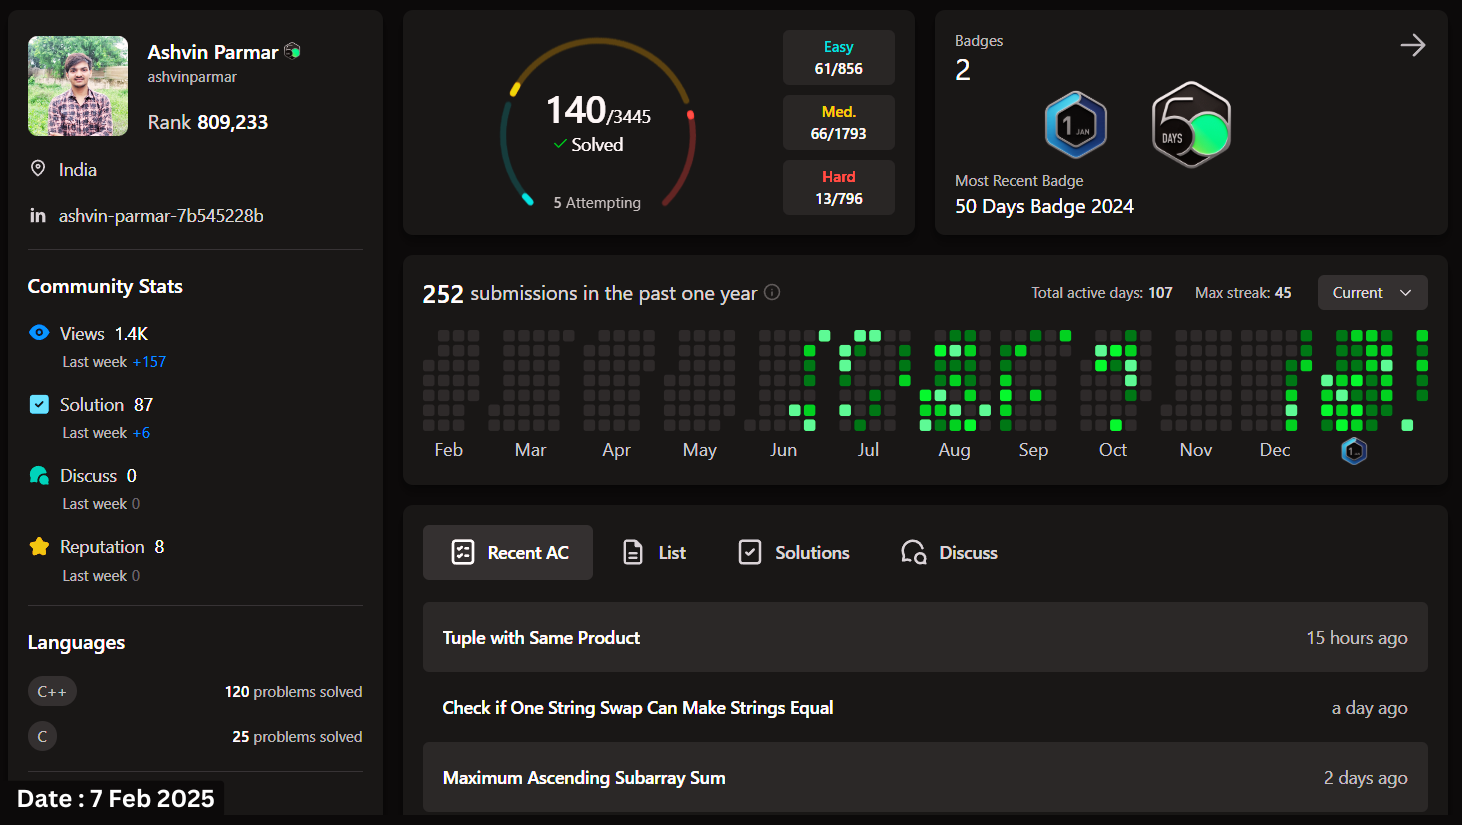 Ashvin Parmar
ashvinparmar
Rank 809,233
India
in ashvin-parmar-7b545228b
Community Stats
Views 1.4K
Last week +157
Solution 87
Last week +6
Discuss 0
Last week 0
Reputation 8
Last week 0
Languages
C++ 120 problems solved
C 25 problems solved
Date : 7 Feb 2025
140/3445
Solved
5 Attempting
Easy
61/856
Med.
66/1793
Hard
13/796
Badges
2
1 JAN
50 DAYS
Most Recent Badge
50 Days Badge 2024
252 submissions in the past one year
Total active days: 107 Max streak: 45 Current
Feb Mar Apr May Jun Jul Aug Sep Oct Nov Dec
Recent AC List Solutions Discuss
Tuple with Same Product 15 hours ago
Check if One String Swap Can Make Strings Equal a day ago
Maximum Ascending Subarray Sum 2 days ago